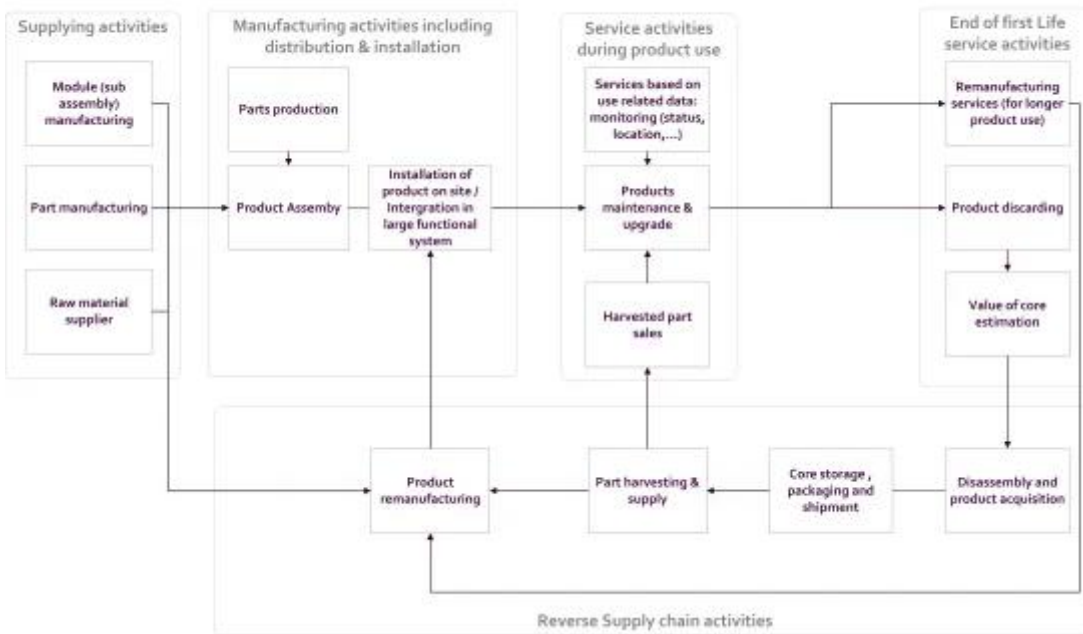 Supplying activities
Module (sub
assembly)
manufacturing
Part manufacturing
Raw material
supplier
Manufacturing activities including
distribution & installation
Parts production
Product Assemby
Installation of
product on site /
Intergration in
large functional
system
Service activities
during product use
Services based on
use related data:
monitoring (status,
location,...)
Products
maintenance &
upgrade
Harvested part
sales
End of first Life
service activities
Remanufacturing
services (for longer
product use)
Product discarding
Value of core
estimation
Product
remanufacturing
Part harvesting &
supply
Core storage ,
packaging and
shipment
Disassembly and
product acquisition
Reverse Supply chain activities